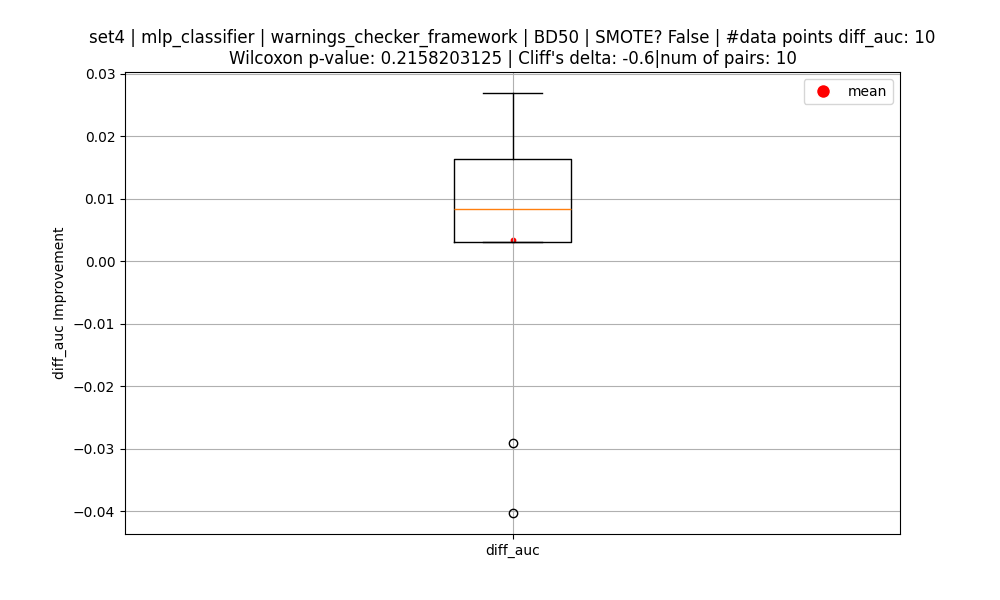 set4 | mlp_classifier | warnings_checker_framework | BD50 | SMOTE? False | #data points diff_auc: 10
Wilcoxon p-value: 0.2158203125 | Cliff's delta: -0.6|num of pairs: 10
mean
0.03
0.02
0.01
0.00
−0.01
−0.02
−0.03
−0.04
diff_auc Improvement
diff_auc